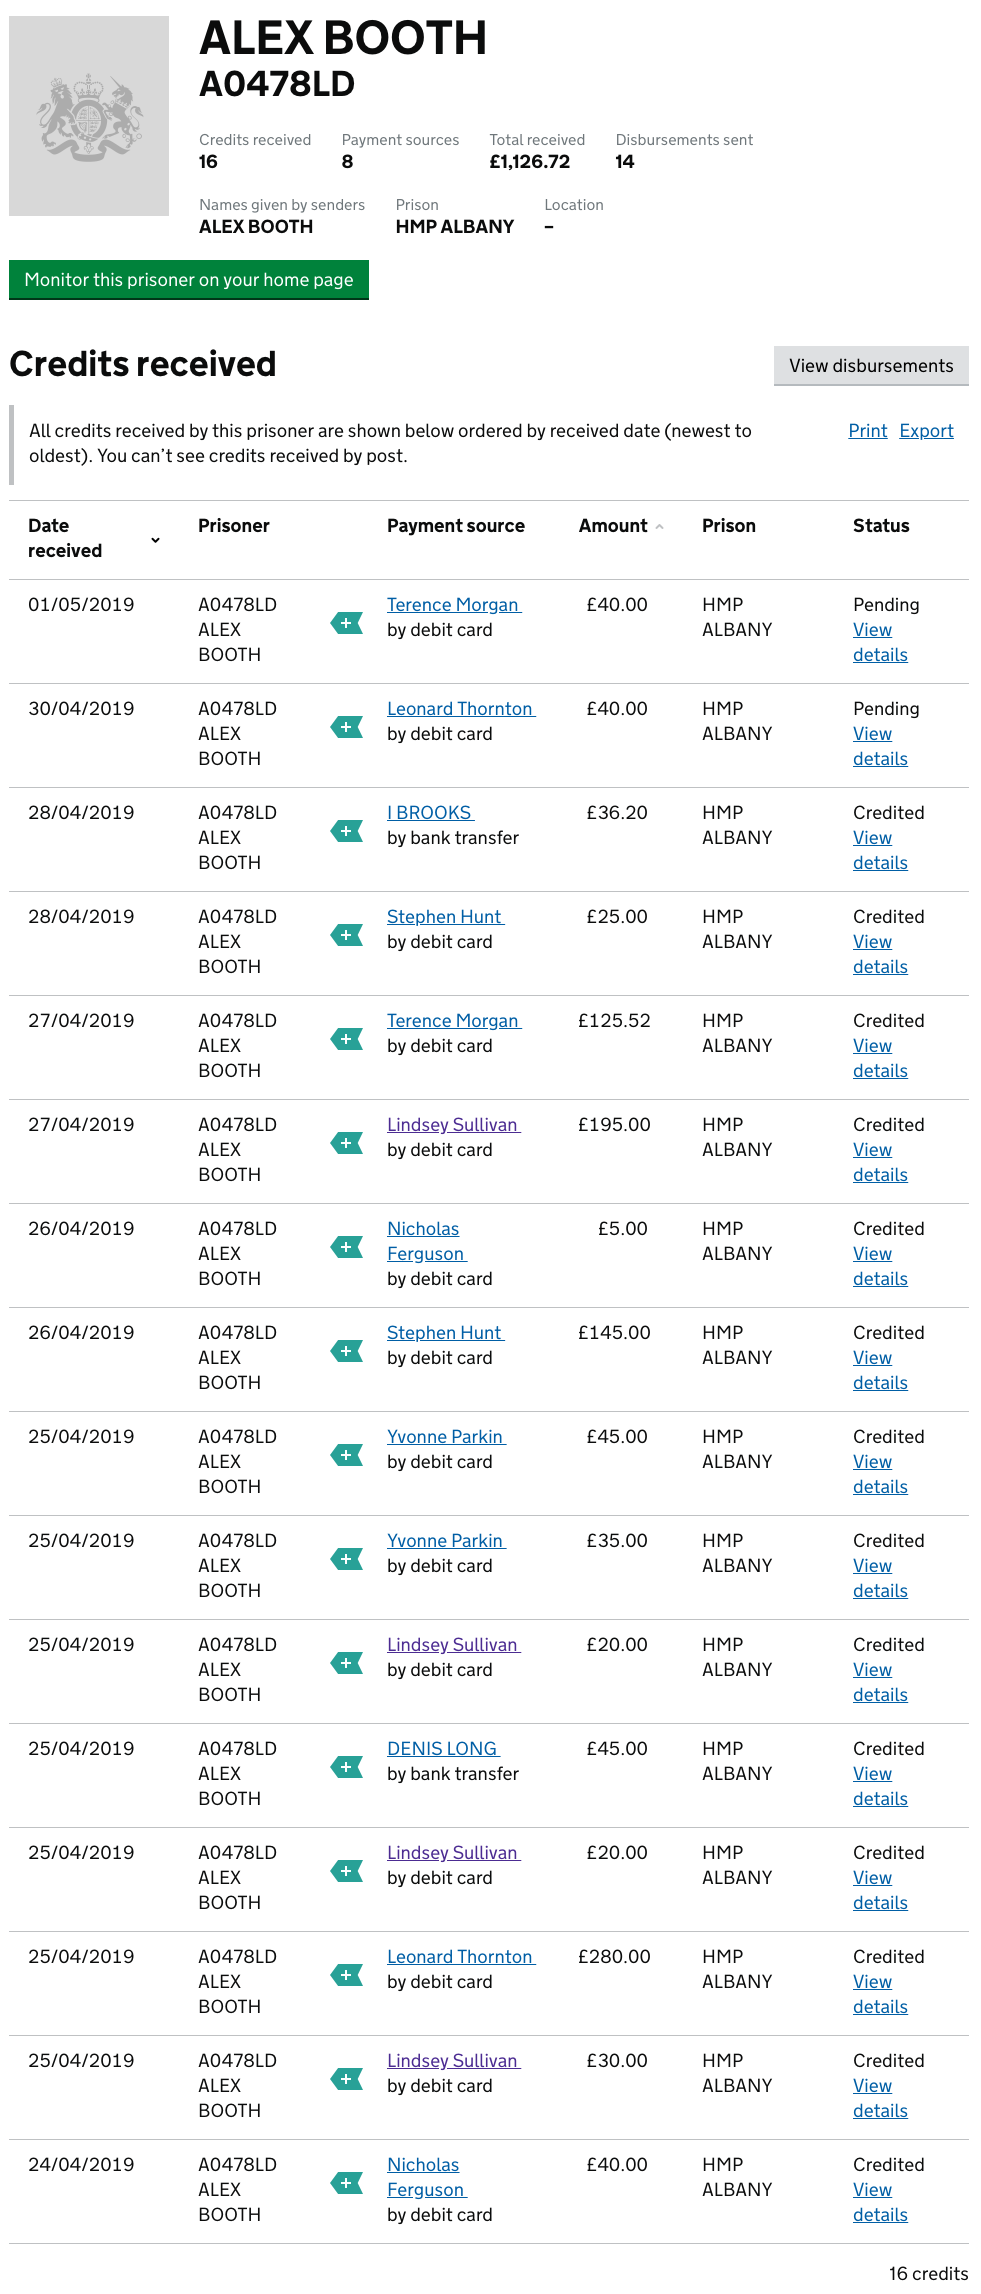 ALEX BOOTH
A0478LD
Credits received Payment sources Total received Disbursements sent
16 8 £1,126.72 14
Names given by senders Prison Location
ALEX BOOTH HMP ALBANY –
Monitor this prisoner on your home page
Credits received View disbursements
All credits received by this prisoner are shown below ordered by received date (newest to Print Export
oldest). You can’t see credits received by post.
Date Prisoner Payment source Amount Prison Status
received
01/05/2019 A0478LD Terence Morgan £40.00 HMP Pending
ALEX + by debit card ALBANY View
BOOTH details
30/04/2019 A0478LD Leonard Thornton £40.00 HMP Pending
ALEX + by debit card ALBANY View
BOOTH details
28/04/2019 A0478LD I BROOKS £36.20 HMP Credited
ALEX + by bank transfer ALBANY View
BOOTH details
28/04/2019 A0478LD Stephen Hunt £25.00 HMP Credited
ALEX + by debit card ALBANY View
BOOTH details
27/04/2019 A0478LD Terence Morgan £125.52 HMP Credited
ALEX + by debit card ALBANY View
BOOTH details
27/04/2019 A0478LD Lindsey Sullivan £195.00 HMP Credited
ALEX + by debit card ALBANY View
BOOTH details
26/04/2019 A0478LD Nicholas £5.00 HMP Credited
ALEX + Ferguson ALBANY View
BOOTH by debit card details
26/04/2019 A0478LD Stephen Hunt £145.00 HMP Credited
ALEX + by debit card ALBANY View
BOOTH details
25/04/2019 A0478LD Yvonne Parkin £45.00 HMP Credited
ALEX + by debit card ALBANY View
BOOTH details
25/04/2019 A0478LD Yvonne Parkin £35.00 HMP Credited
ALEX + by debit card ALBANY View
BOOTH details
25/04/2019 A0478LD Lindsey Sullivan £20.00 HMP Credited
ALEX + by debit card ALBANY View
BOOTH details
25/04/2019 A0478LD DENIS LONG £45.00 HMP Credited
ALEX + by bank transfer ALBANY View
BOOTH details
25/04/2019 A0478LD Lindsey Sullivan £20.00 HMP Credited
ALEX + by debit card ALBANY View
BOOTH details
25/04/2019 A0478LD Leonard Thornton £280.00 HMP Credited
ALEX + by debit card ALBANY View
BOOTH details
25/04/2019 A0478LD Lindsey Sullivan £30.00 HMP Credited
ALEX + by debit card ALBANY View
BOOTH details
24/04/2019 A0478LD Nicholas £40.00 HMP Credited
ALEX + Ferguson ALBANY View
BOOTH by debit card details
16 credits